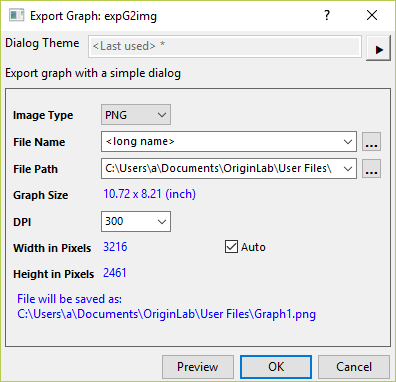 Export Graph: expG2img
Dialog Theme <Last used> *
Export graph with a simple dialog
Image Type PNG
File Name <long name> ...
File Path C:\Users\a\Documents\OriginLab\User Files\ ...
Graph Size 10.72 x 8.21 (inch)
DPI 300
Width in Pixels 3216 Auto
Height in Pixels 2461
File will be saved as:
C:\Users\a\Documents\OriginLab\User Files\Graph1.png
Preview OK Cancel